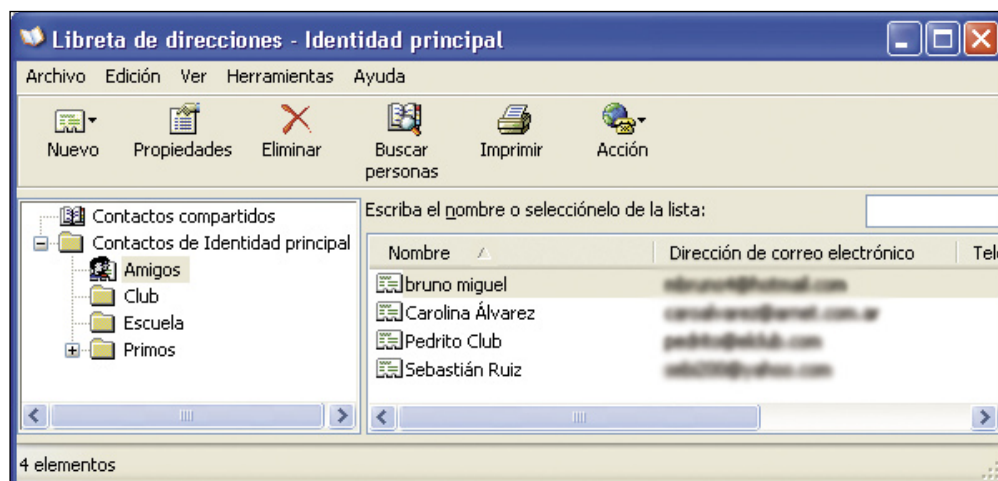 Libreta de direcciones - Identidad principal
Archivo Edición Ver Herramientas Ayuda
Nuevo Propiedades Eliminar Buscar personas Imprimir Acción
Contactos compartidos
Contactos de Identidad principal
Amigos
Club
Escuela
Primos
Escriba el nombre o selecciónelo de la lista:
Nombre Dirección de correo electrónico Tel
bruno miguel
Carolina Álvarez
Pedrito Club
Sebastián Ruiz
4 elementos